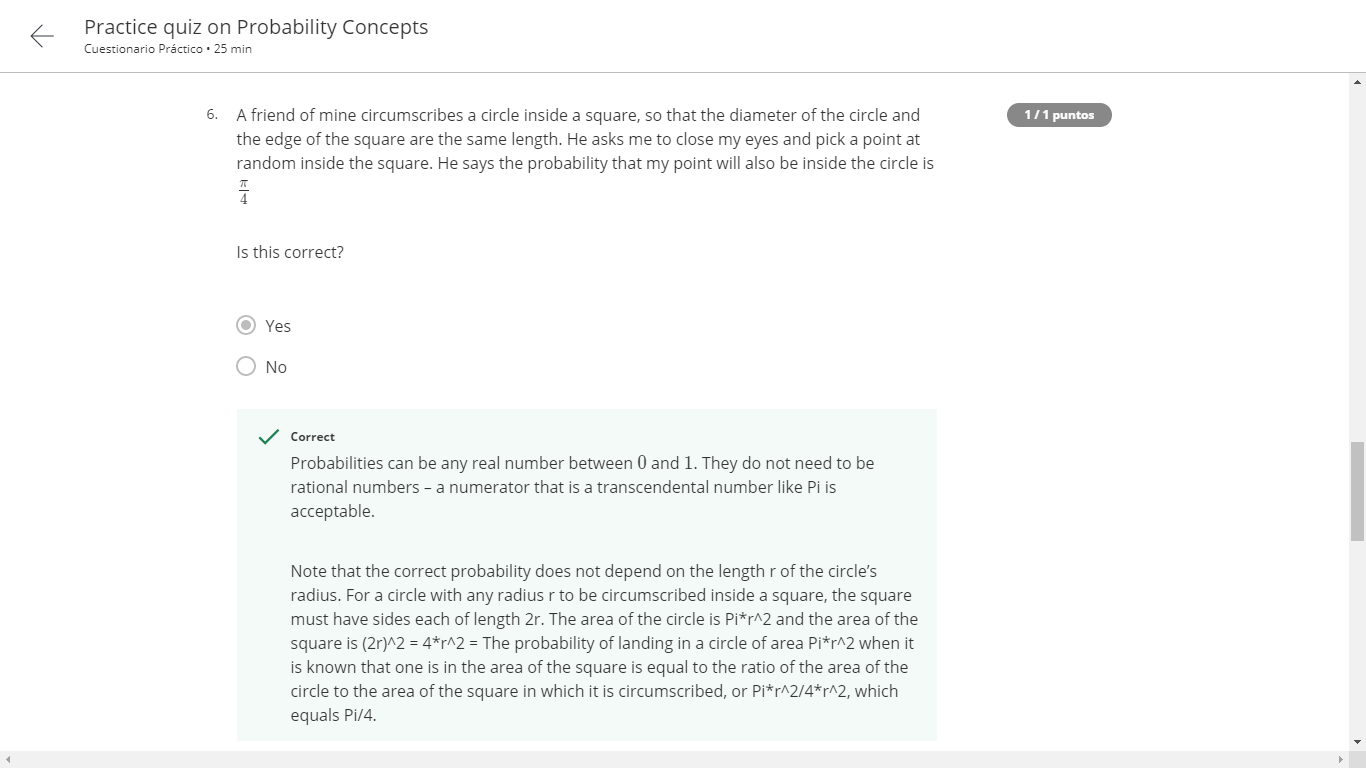 Practice quiz on Probability Concepts
Cuestionario Práctico • 25 min
6. A friend of mine circumscribes a circle inside a square, so that the diameter of the circle and
1 / 1 puntos
the edge of the square are the same length. He asks me to close my eyes and pick a point at
random inside the square. He says the probability that my point will also be inside the circle is
π
4
Is this correct?
Yes
No
Correct
Probabilities can be any real number between 0 and 1. They do not need to be
rational numbers – a numerator that is a transcendental number like Pi is
acceptable.
Note that the correct probability does not depend on the length r of the circle’s
radius. For a circle with any radius r to be circumscribed inside a square, the square
must have sides each of length 2r. The area of the circle is Pi*r^2 and the area of the
square is (2r)^2 = 4*r^2 = The probability of landing in a circle of area Pi*r^2 when it
is known that one is in the area of the square is equal to the ratio of the area of the
circle to the area of the square in which it is circumscribed, or Pi*r^2/4*r^2, which
equals Pi/4.